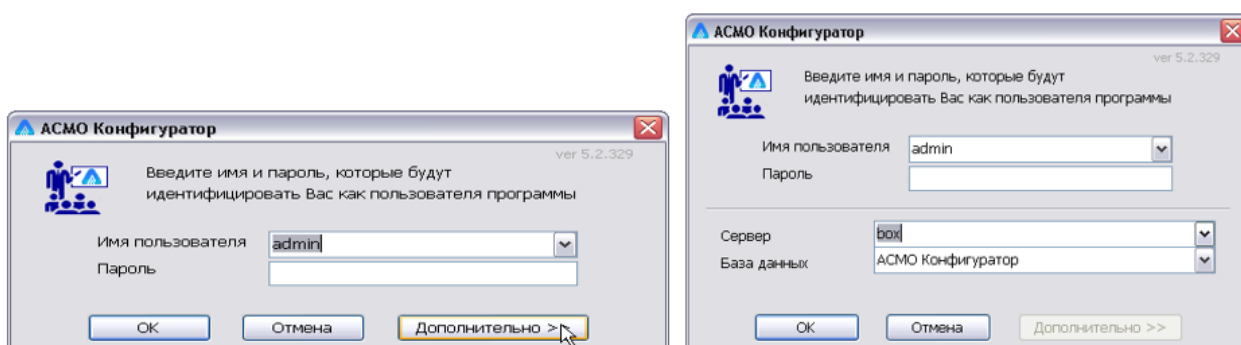 АСМО Конфигуратор
ver 5.2.329
Введите имя и пароль, которые будут
идентифицировать Вас как пользователя программы
Имя пользователя admin
Пароль
ОК Отмена Дополнительно >>
АСМО Конфигуратор
ver 5.2.329
Введите имя и пароль, которые будут
идентифицировать Вас как пользователя программы
Имя пользователя admin
Пароль
Сервер box
База данных АСМО Конфигуратор
ОК Отмена Дополнительно >>